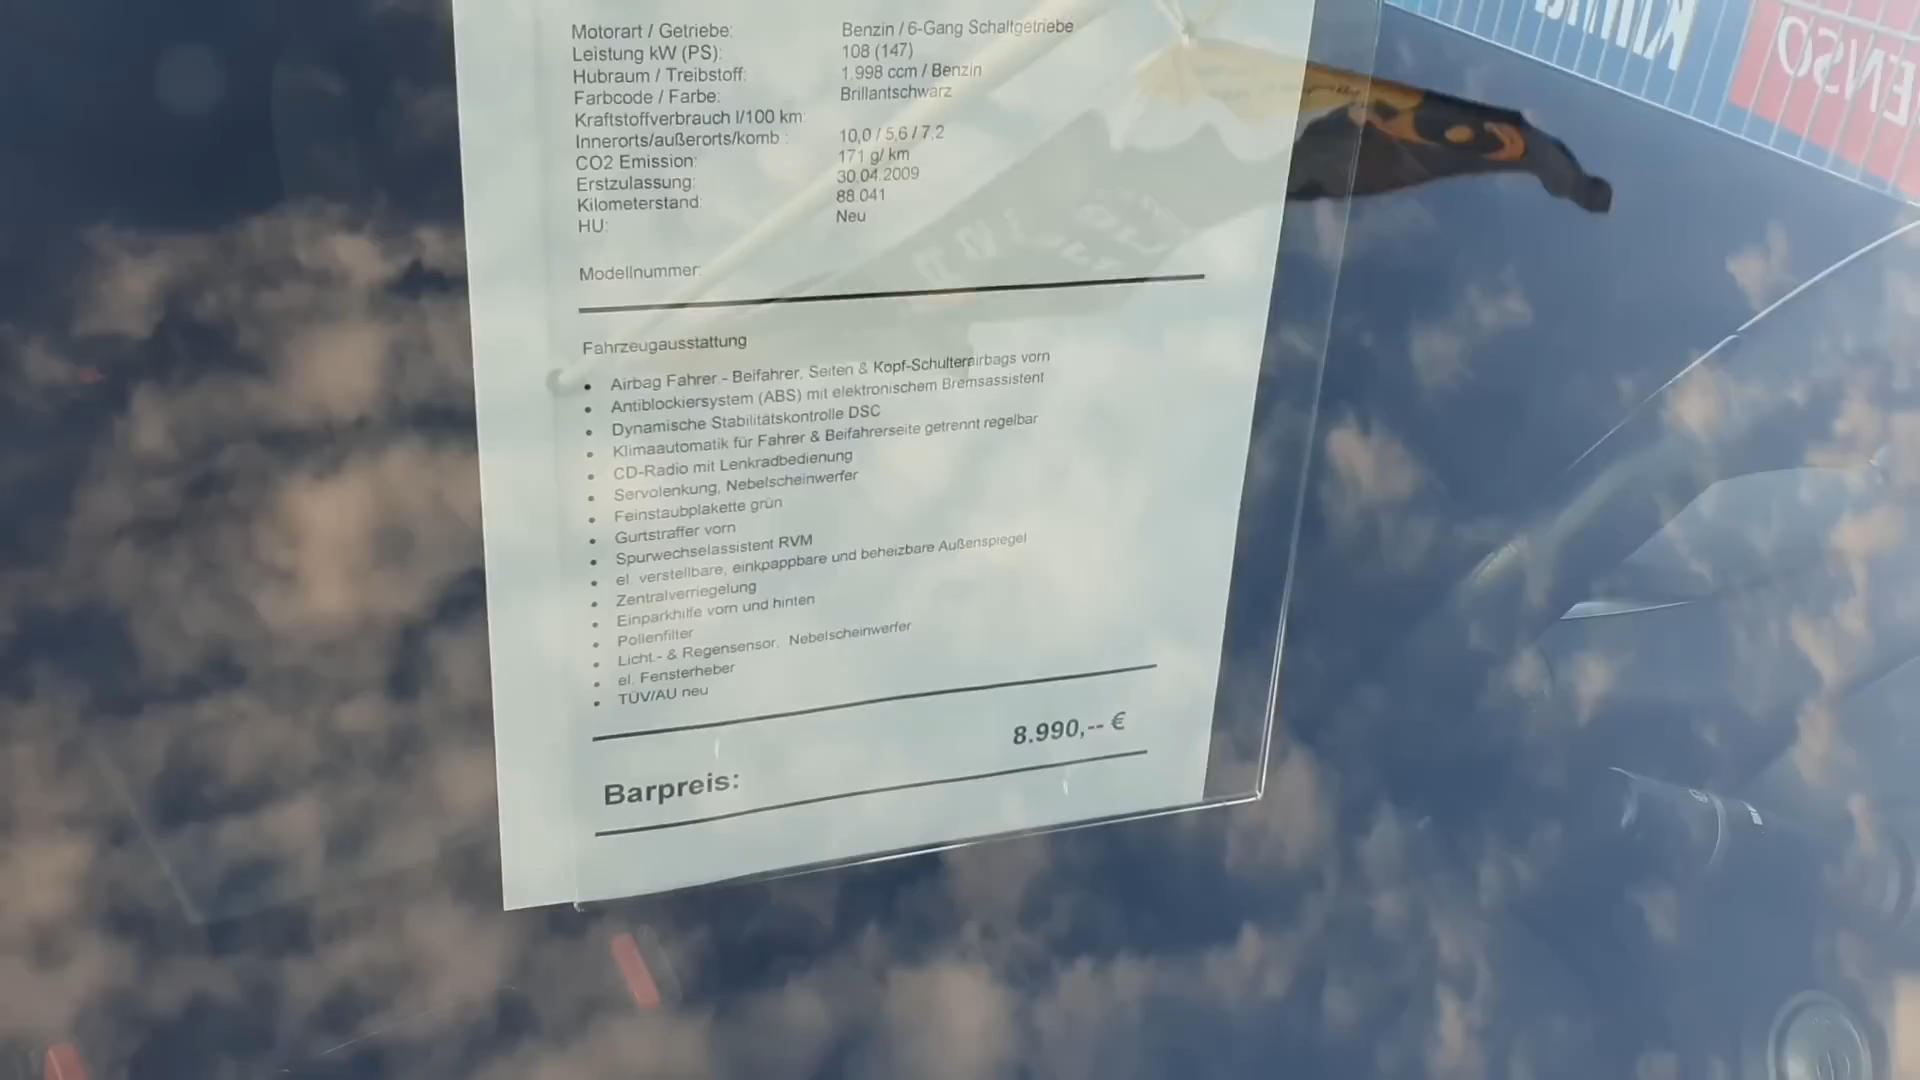 Motorart / Getriebe: Benzin / 6-Gang Schaltgetriebe
Leistung kW (PS): 108 (147)
Hubraum / Treibstoff: 1.998 ccm / Benzin
Farbcode / Farbe: Brillantschwarz
Kraftstoffverbrauch l/100 km:
Innerorts/außerorts/komb.: 10,0 / 5,6 / 7,2
CO2 Emission: 171 g/ km
Erstzulassung: 30.04.2009
Kilometerstand: 88.041
HU: Neu
Modellnummer:
Fahrzeugausstattung
• Airbag Fahrer - Beifahrer, Seiten & Kopf-Schulterairbags vorn
• Antiblockiersystem (ABS) mit elektronischem Bremsassistent
• Dynamische Stabilitätskontrolle DSC
• Klimaautomatik für Fahrer & Beifahrerseite getrennt regelbar
• CD-Radio mit Lenkradbedienung
• Servolenkung, Nebelscheinwerfer
• Feinstaubplakette grün
• Gurtstraffer vorn
• Spurwechselassistent RVM
• el. verstellbare, einkpappbare und beheizbare Außenspiegel
• Zentralverriegelung
• Einparkhilfe vorn und hinten
• Pollenfilter
• Licht.- & Regensensor, Nebelscheinwerfer
• el. Fensterheber
• TÜV/AU neu
Barpreis: 8.990,-- €